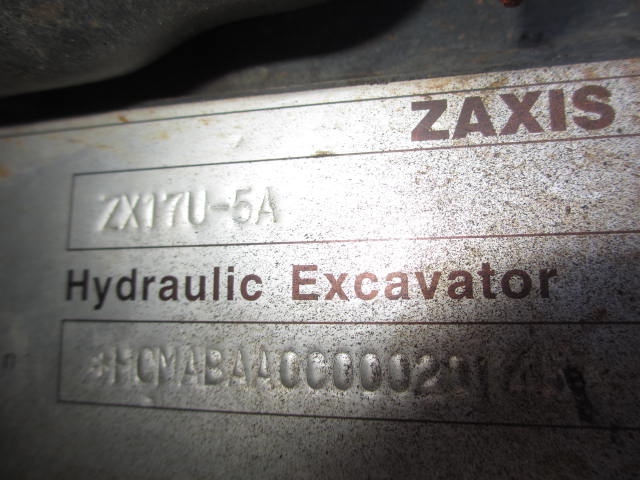 ZAXIS
ZX17U-5A
Hydraulic Excavator